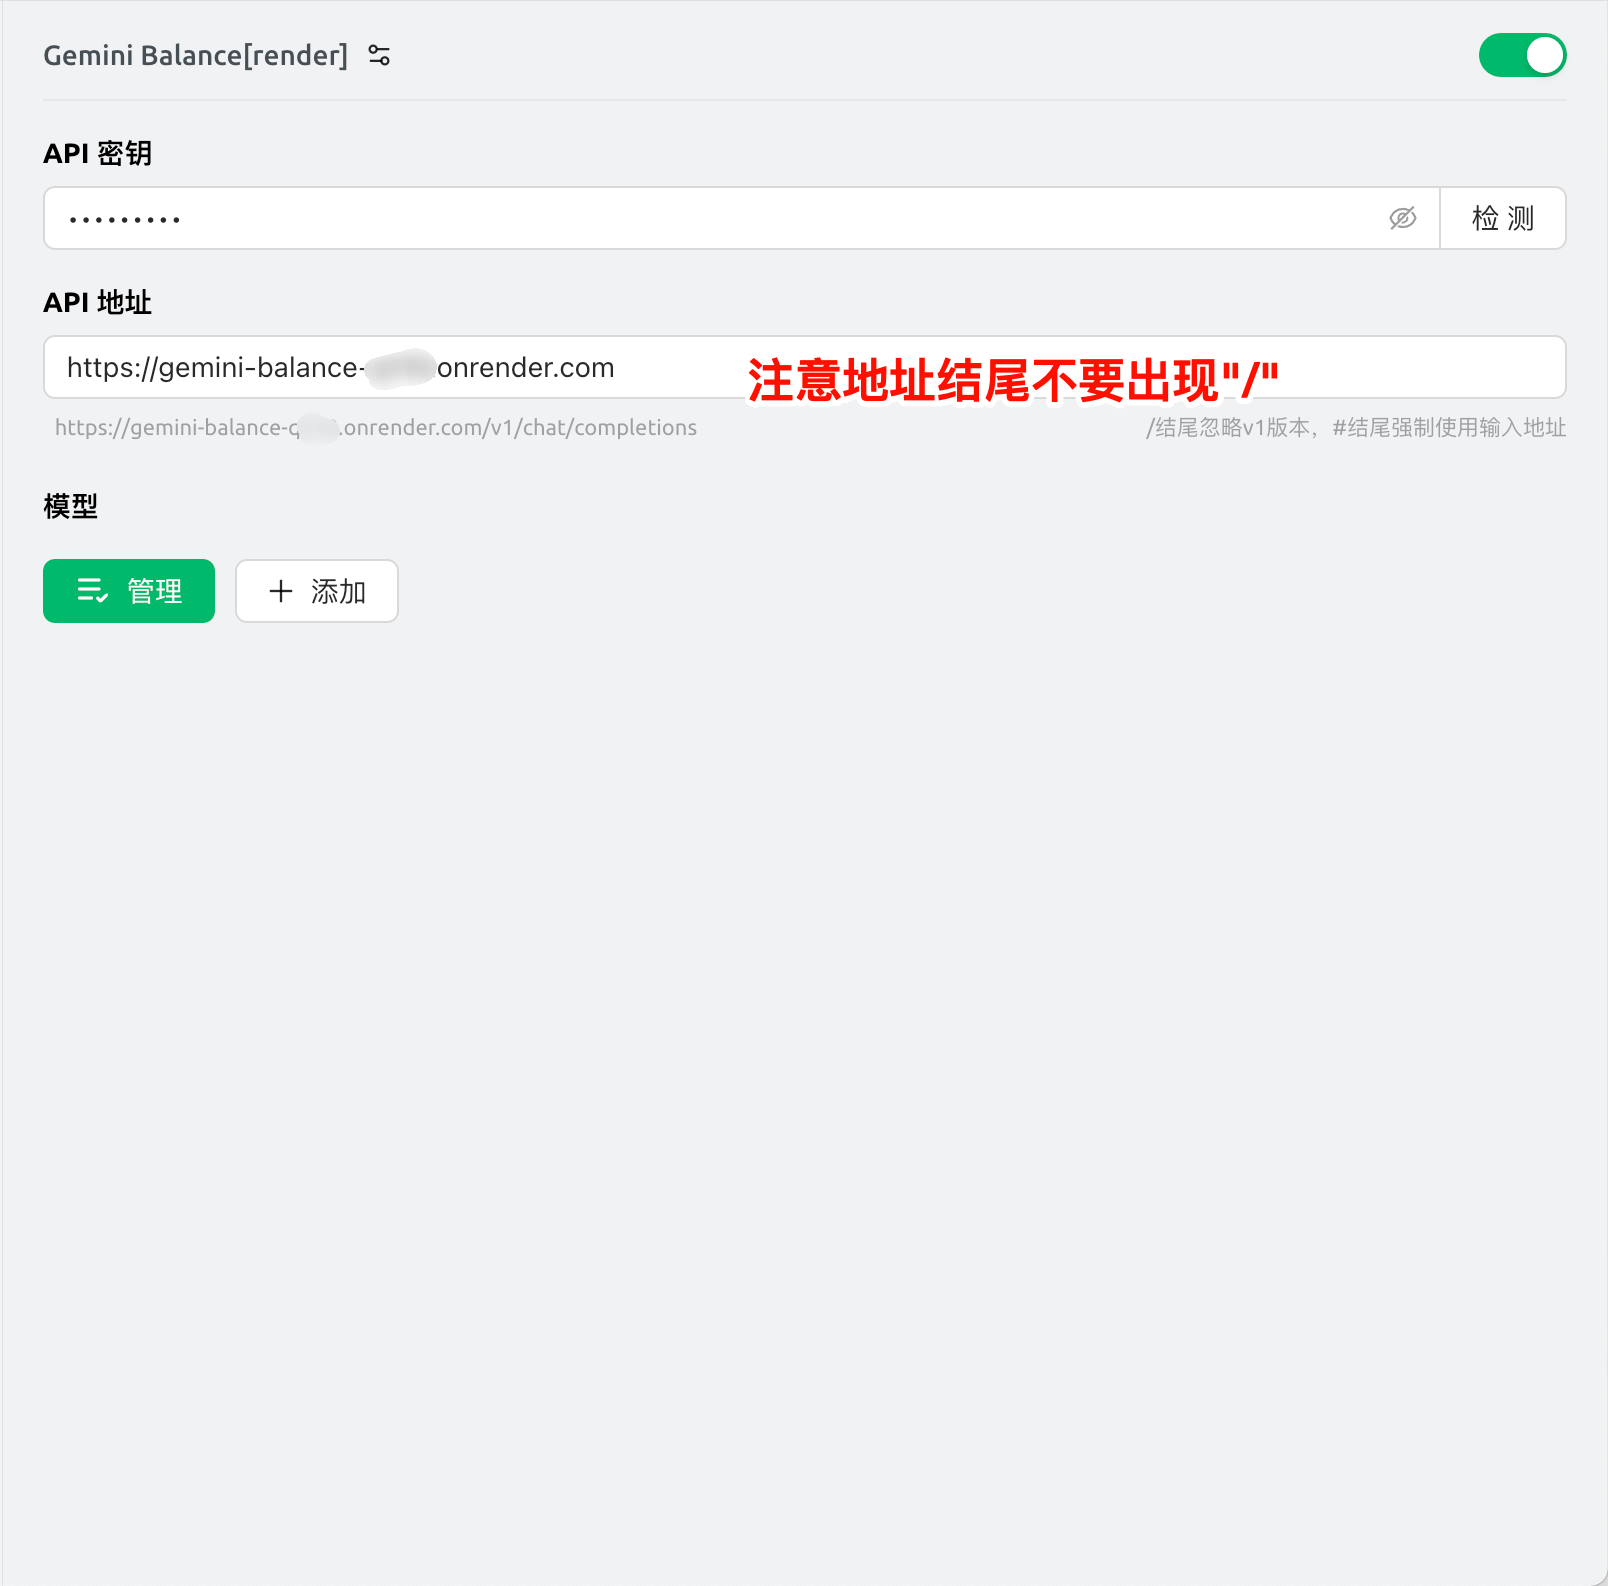 Gemini Balance[render]
API 密钥
•••••••••
检 测
API 地址
https://gemini-balance- onrender.com
注意地址结尾不要出现"/"
https://gemini-balance-q .onrender.com/v1/chat/completions
/结尾忽略v1版本，#结尾强制使用输入地址
模型
管理
添加